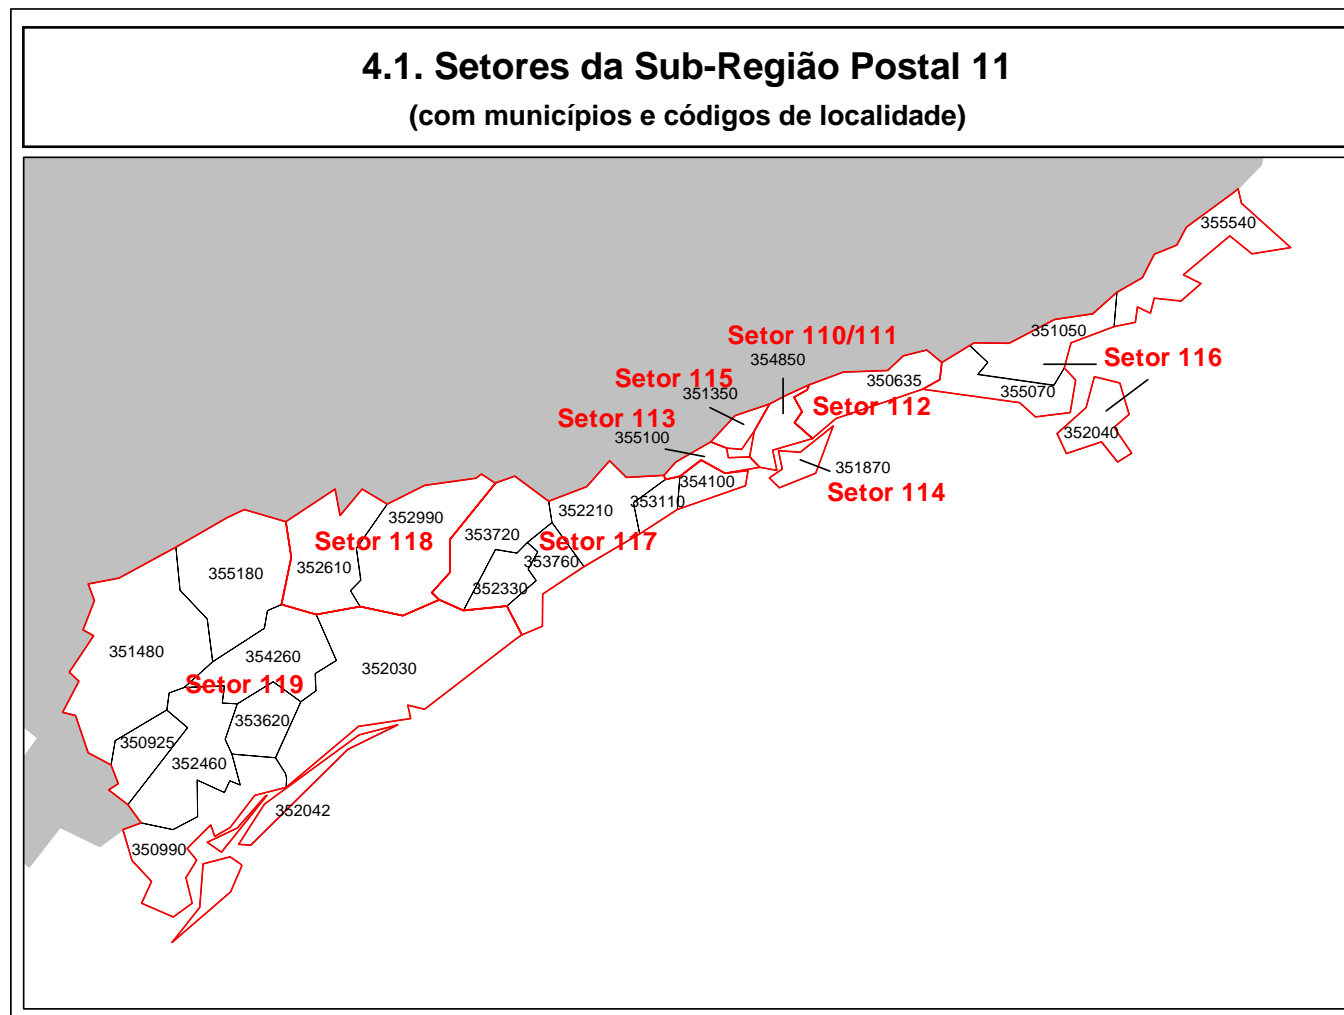 4.1. Setores da Sub-Região Postal 11
(com municípios e códigos de localidade)
355540
351050
Setor 110/111
354850
Setor 116
Setor 115
350635
351350
355070
Setor 112
Setor 113
352040
355100
351870
354100
Setor 114
353110
352210
352990
353720
Setor 118
Setor 117
353760
352610
355180
352330
351480
354260
352030
Setor 119
353620
350925
352460
352042
350990